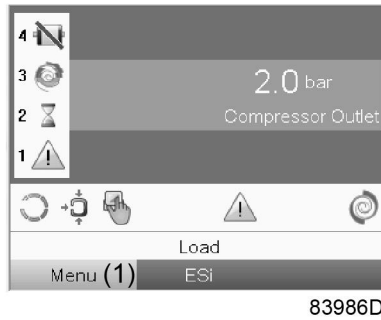 4
3
2.0 bar
2
Compressor Outlet
1
Load
Menu (1)
ESi
83986D